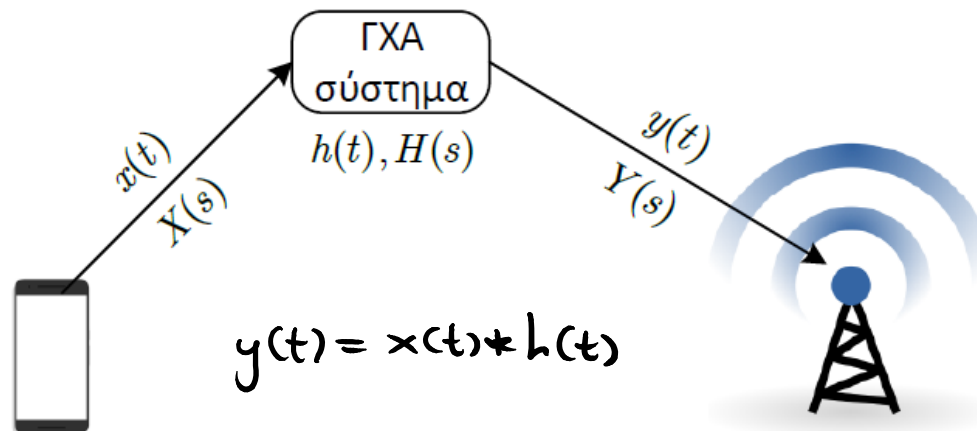 ΓΧΑ
σύστημα
h(t), H(s)
x(t)
X(s)
y(t)
Y(s)
y(t) = x(t) * h(t)